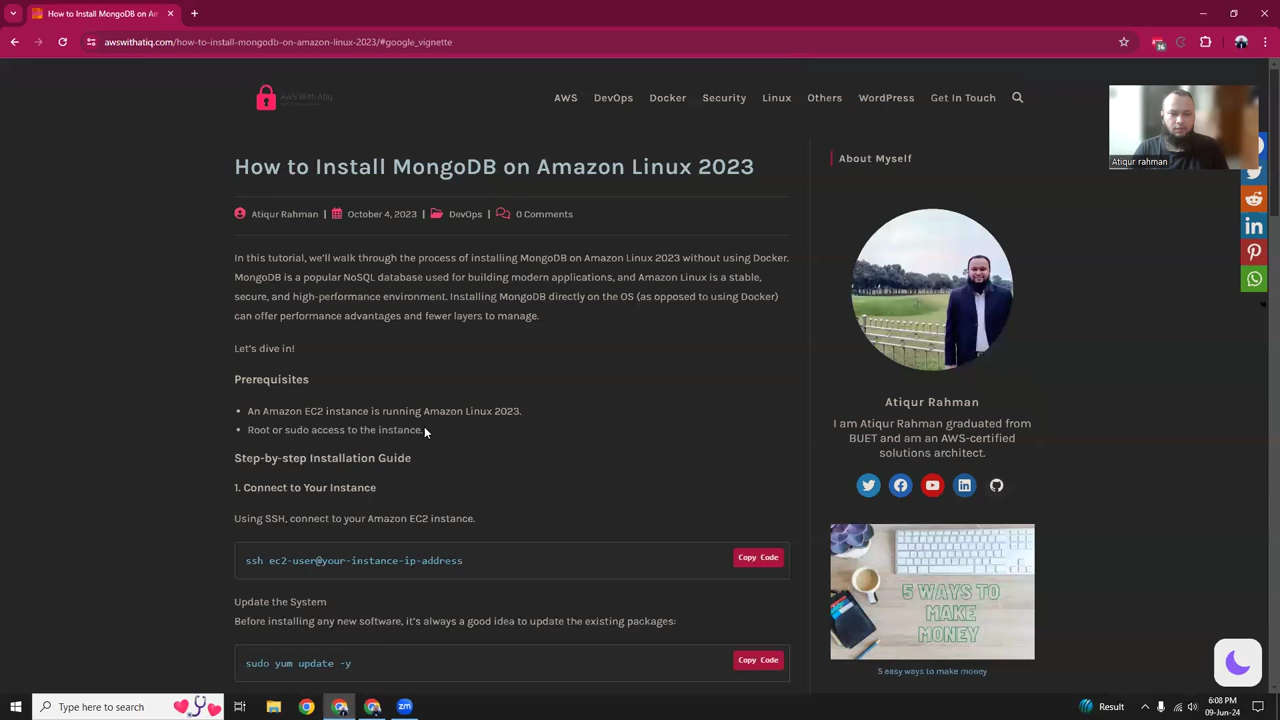 How to Install MongoDB on Am
awswithatiq.com/how-to-install-mongodb-on-amazon-linux-2023/#google_vignette
16
AWS With Atiq
AWS
DevOps
Docker
Security
Linux
Others
WordPress
Get In Touch
Atiqur rahman
How to Install MongoDB on Amazon Linux 2023
Atiqur Rahman | October 4, 2023 | DevOps | 0 Comments
In this tutorial, we'll walk through the process of installing MongoDB on Amazon Linux 2023 without using Docker.
MongoDB is a popular NoSQL database used for building modern applications, and Amazon Linux is a stable,
secure, and high-performance environment. Installing MongoDB directly on the OS (as opposed to using Docker)
can offer performance advantages and fewer layers to manage.
Let's dive in!
Prerequisites
• An Amazon EC2 instance is running Amazon Linux 2023.
• Root or sudo access to the instance.
Step-by-step Installation Guide
1. Connect to Your Instance
Using SSH, connect to your Amazon EC2 instance.
ssh ec2-user@your-instance-ip-address
Copy Code
Update the System
Before installing any new software, it's always a good idea to update the existing packages:
sudo yum update -y
Copy Code
About Myself
Atiqur Rahman
I am Atiqur Rahman graduated from
BUET and am an AWS-certified
solutions architect.
5 WAYS TO
MAKE
MONEY
5 easy ways to make money
Type here to search
zm
Result
6:08 PM
09-Jun-24